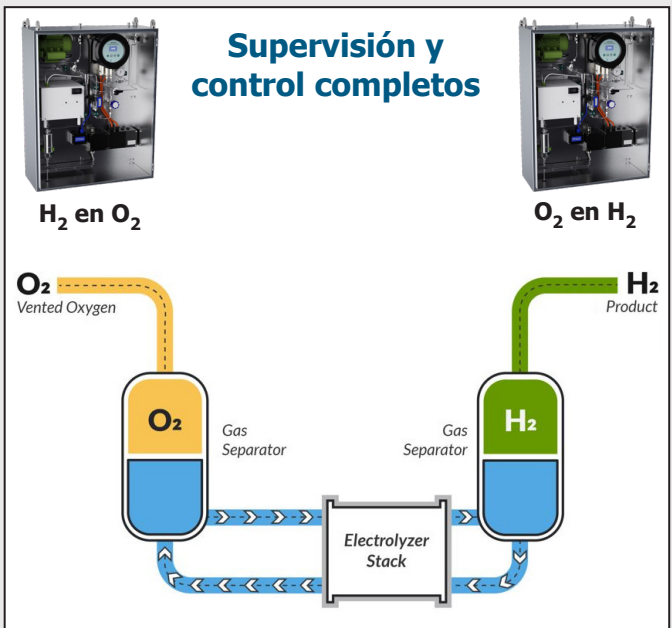 Supervisión y
control completos
H₂ en O₂
O₂ en H₂
O₂
Vented Oxygen
H₂
Product
O₂
Gas
Separator
Gas
Separator
H₂
Electrolyzer
Stack